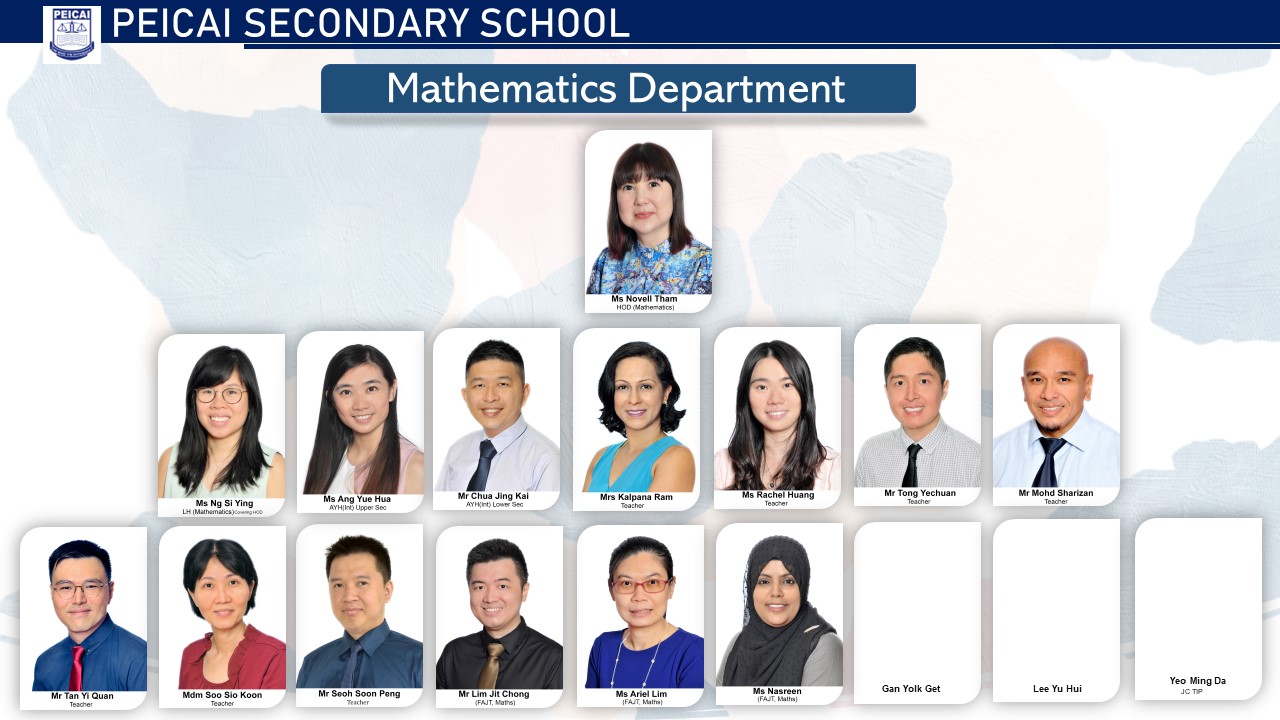 PEICAI
PEICAI SECONDARY SCHOOL
Mathematics Department
Ms Novell Tham
HOD (Mathematics)
Ms Ng Si Ying
LH (Mathematics)Covering HOD
Ms Ang Yue Hua
AYH(Int) Upper Sec
Mr Chua Jing Kai
AYH(Int) Lower Sec
Mrs Kalpana Ram
Teacher
Ms Rachel Huang
Teacher
Mr Tong Yechuan
Teacher
Mr Mohd Sharizan
Teacher
Mr Tan Yi Quan
Teacher
Mdm Soo Sio Koon
Teacher
Mr Seoh Soon Peng
Teacher
Mr Lim Jit Chong
(FAJT, Maths)
Ms Ariel Lim
(FAJT, Maths)
Ms Nasreen
(FAJT, Maths)
Gan Yolk Get
Lee Yu Hui
Yeo Ming Da
JC TIP